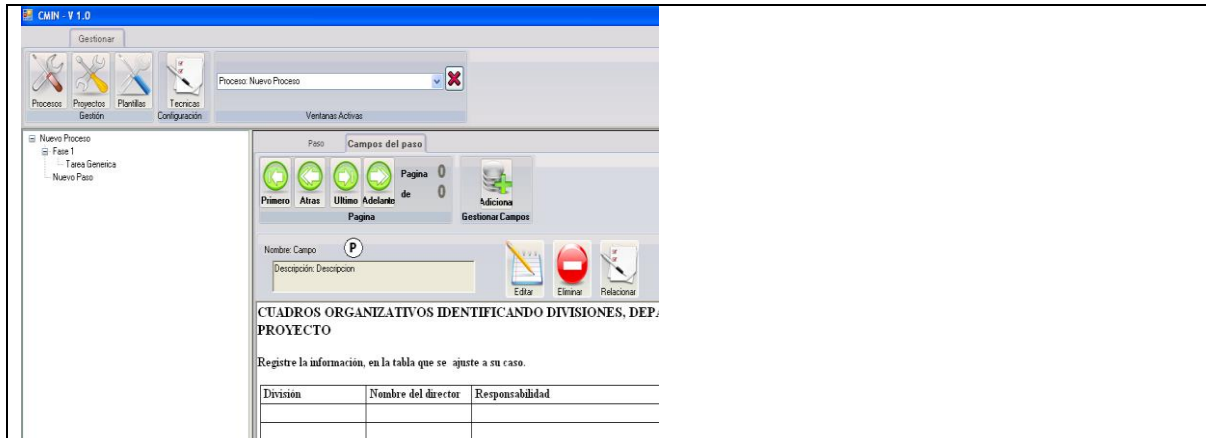 CMIN - V 1.0
Gestionar
Procesos Proyectos Plantillas Tecnicas
Gestión Configuración
Proceso: Nuevo Proceso
Ventanas Activas
Nuevo Proceso
Fase 1
Tarea Generica
Nuevo Paso
Paso Campos del paso
Primero Atras Ultimo Adelante
Pagina 0
de 0
Pagina
Adiciona
Gestionar Campos
Nombre: Campo P
Descripción: Descripcion
Editar Eliminar Relacionar
CUADROS ORGANIZATIVOS IDENTIFICANDO DIVISIONES, DEPA
PROYECTO
Registre la información, en la tabla que se ajuste a su caso.
División Nombre del director Responsabilidad